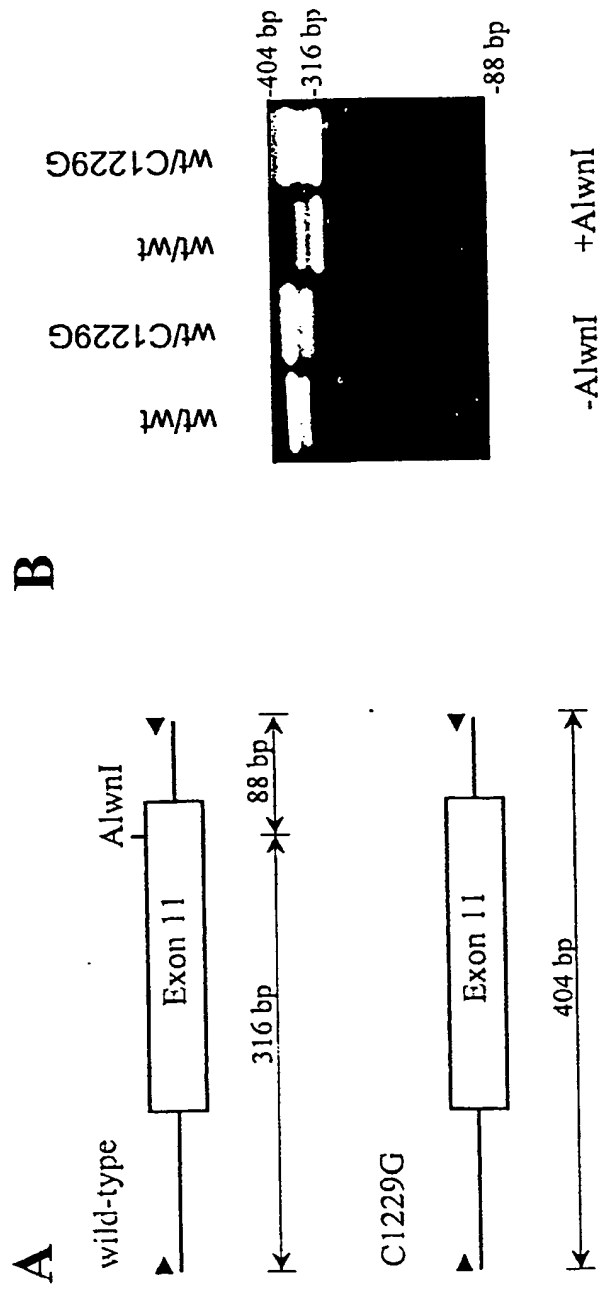 A
wild-type
AlwnI
Exon 11
316 bp
88 bp
C1229G
Exon 11
404 bp
B
wt/wt
wt/C1229G
wt/wt
wt/C1229G
-404 bp
-316 bp
-88 bp
-AlwnI +AlwnI